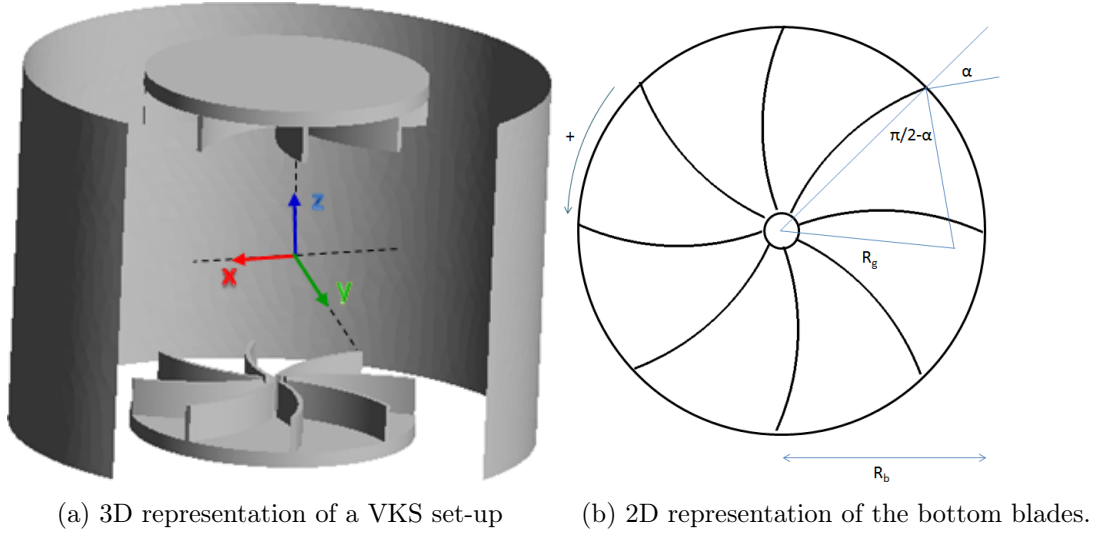 z
x
y
α
+
π/2-α
R_g
R_b
(a) 3D representation of a VKS set-up
(b) 2D representation of the bottom blades.